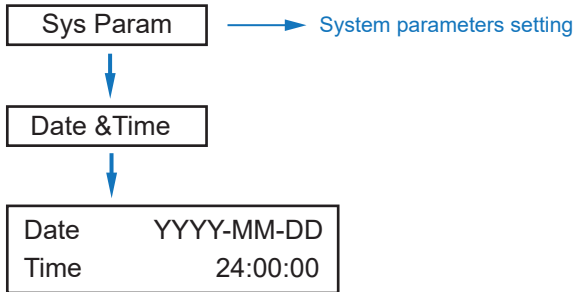 Sys Param
System parameters setting
Date &Time
Date YYYY-MM-DD
Time 24:00:00